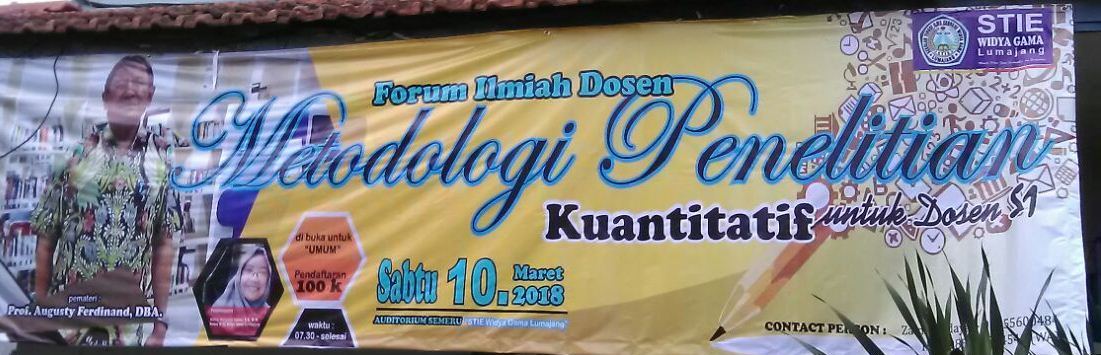 STIE
WIDYA GAMA
Lumajang
Forum Ilmiah Dosen
Metodologi Penelitian
Kuantitatif untuk Dosen S1
di buka untuk
"UMUM"
Pendaftaran
100 k
Sabtu 10. Maret 2018
waktu :
07.30 - selesai
AUDITORIUM SEMERU "STIE Widya Gama Lumajang"
pemateri :
Prof. Augusty Ferdinand, DBA.
CONTACT PERSON :